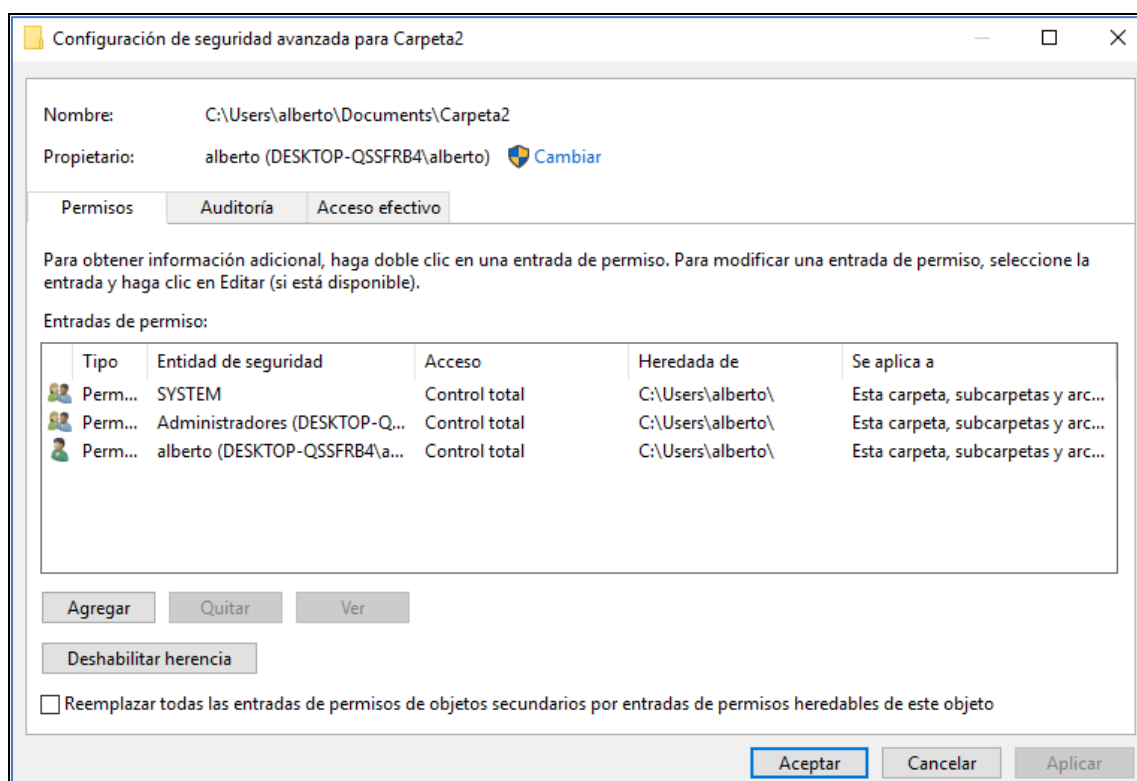 Configuración de seguridad avanzada para Carpeta2
Nombre: C:\Users\alberto\Documents\Carpeta2
Propietario: alberto (DESKTOP-QSSFRB4\alberto) Cambiar
Permisos Auditoría Acceso efectivo
Para obtener información adicional, haga doble clic en una entrada de permiso. Para modificar una entrada de permiso, seleccione la
entrada y haga clic en Editar (si está disponible).
Entradas de permiso:
Tipo Entidad de seguridad Acceso Heredada de Se aplica a
Perm... SYSTEM Control total C:\Users\alberto\ Esta carpeta, subcarpetas y arc...
Perm... Administradores (DESKTOP-Q... Control total C:\Users\alberto\ Esta carpeta, subcarpetas y arc...
Perm... alberto (DESKTOP-QSSFRB4\a... Control total C:\Users\alberto\ Esta carpeta, subcarpetas y arc...
Agregar Quitar Ver
Deshabilitar herencia
Reemplazar todas las entradas de permisos de objetos secundarios por entradas de permisos heredables de este objeto
Aceptar Cancelar Aplicar